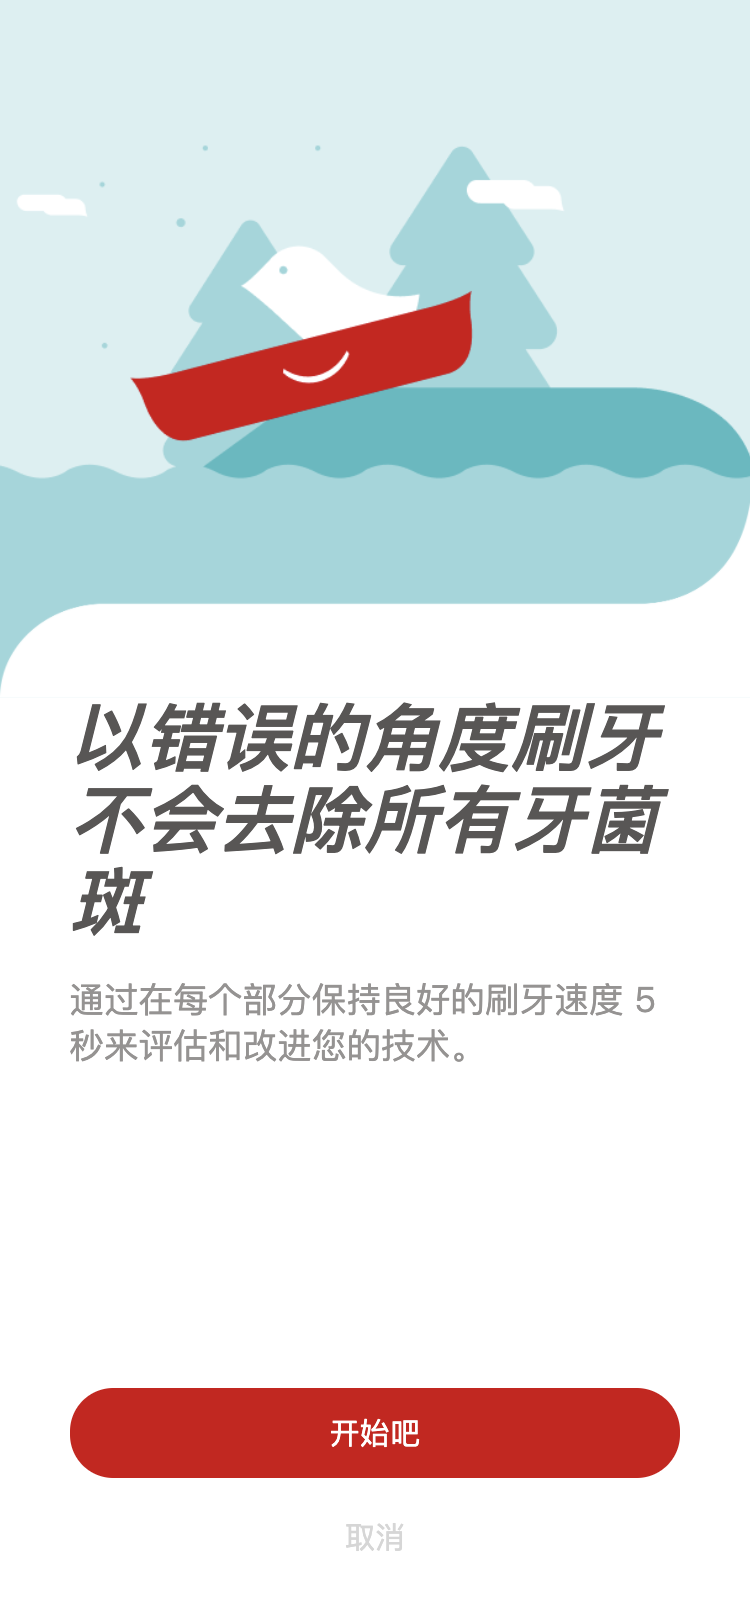 以错误的角度刷牙
不会去除所有牙菌
斑
通过在每个部分保持良好的刷牙速度 5
秒来评估和改进您的技术。
开始吧
取消